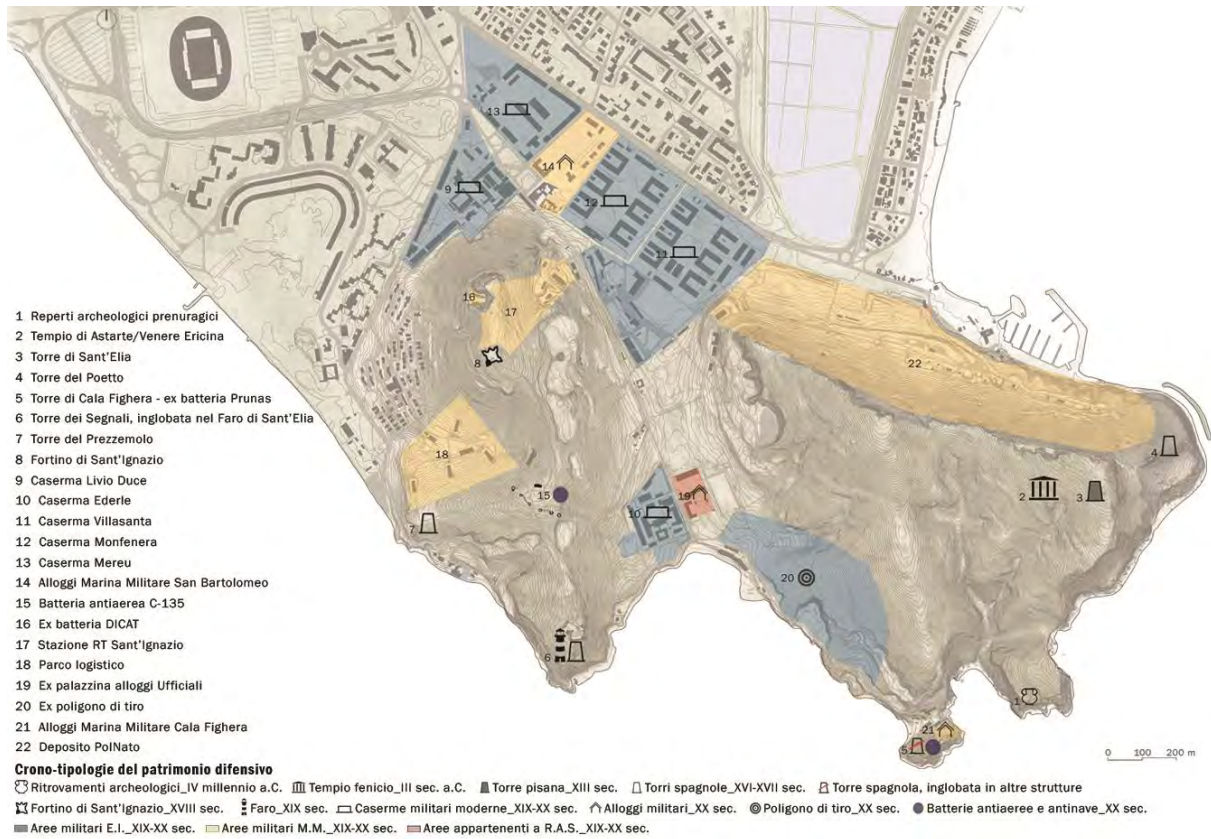 13
14
9
12
11
16
17
8
22
18
15
7
10
19
20
2
3
4
6
1
21
5
1 Reperti archeologici prenuragici
2 Tempio di Astarte/Venere Ericina
3 Torre di Sant'Elia
4 Torre del Poetto
5 Torre di Cala Fighera - ex batteria Prunas
6 Torre dei Segnali, inglobata nel Faro di Sant'Elia
7 Torre del Prezzemolo
8 Fortino di Sant'Ignazio
9 Caserma Livio Duce
10 Caserma Ederle
11 Caserma Villasanta
12 Caserma Monfenera
13 Caserma Mereu
14 Alloggi Marina Militare San Bartolomeo
15 Batteria antiaerea C-135
16 Ex batteria DICAT
17 Stazione RT Sant'Ignazio
18 Parco logistico
19 Ex palazzina alloggi Ufficiali
20 Ex poligono di tiro
21 Alloggi Marina Militare Cala Fighera
22 Deposito PolNato
0 100 200 m
Crono-tipologie del patrimonio difensivo
Ritrovamenti archeologici_IV millennio a.C. Tempio fenicio_III sec. a.C. Torre pisana_XIII sec. Torri spagnole_XVI-XVII sec. Torre spagnola, inglobata in altre strutture
Fortino di Sant'Ignazio_XVIII sec. Faro_XIX sec. Caserme militari moderne_XIX-XX sec. Alloggi militari_XX sec. Poligono di tiro_XX sec. Batterie antiaeree e antinave_XX sec.
Aree militari E.I._XIX-XX sec. Aree militari M.M._XIX-XX sec. Aree appartenenti a R.A.S._XIX-XX sec.